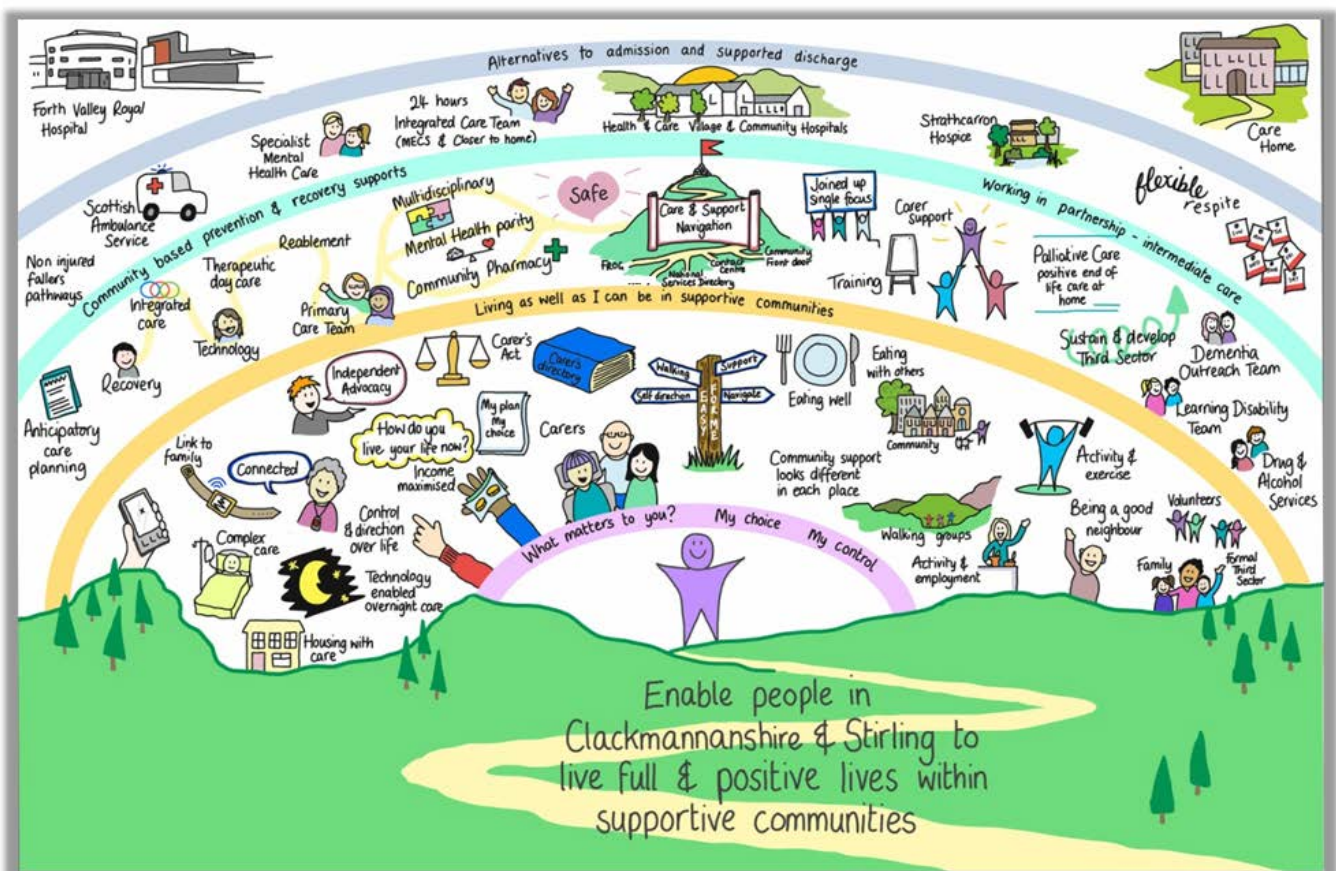 Alternatives to admission and supported discharge
Forth Valley Royal
Hospital
Specialist
Mental
Health Care
24 hours
Integrated Care Team
(MECS & Closer to home)
Health & Care Village & Community Hospitals
Strathcarron
Hospice
Care
Home
Scottish
Ambulance
Service
Community based prevention & recovery supports
Working in partnership - intermediate care
flexible
respite
Non injured
fallers
pathways
Integrated
care
Therapeutic
day care
Technology
Reablement
Primary
Care Team
Multidisciplinary
Mental Health parity
Community Pharmacy
Safe
Care & Support
Navigation
FROG
National
Services Directory
Contact
Centre
Community
Front door
Joined up
single focus
Training
Carer
support
Palliative Care
positive end of
life care at
home
Sustain & develop
Third Sector
Dementia
Outreach Team
Learning Disability
Team
Drug &
Alcohol
Services
Recovery
Anticipatory
care
planning
Living as well as I can be in supportive communities
Independent
Advocacy
Carer's
Act
Carer's
directory
Walking
Support
Self direction
Navigate
EASY
FOR ME
Eating well
Eating
with others
Community
Link to
family
Connected
How do you
live your life now?
My plan
My
choice
Carers
Income
maximised
Control
& direction
over life
Complex
care
Technology
enabled
overnight care
Housing with
care
Community support
looks different
in each place
Walking groups
Activity &
employment
Activity &
exercise
Being a good
neighbour
Volunteers
Family
Formal
Third
Sector
What matters to you? My choice My control
Enable people in
Clackmannanshire & Stirling to
live full & positive lives within
supportive communities